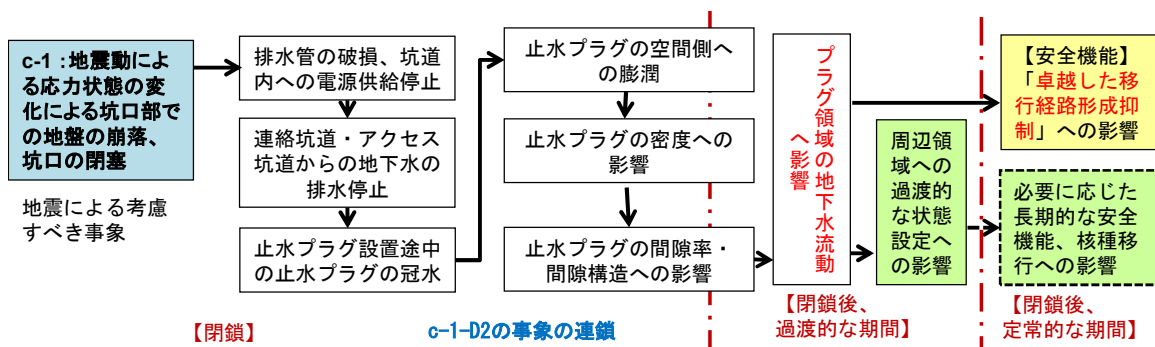 c-1：地震動によ
る応力状態の変
化による坑口部で
の地盤の崩落、
坑口の閉塞
地震による考慮
すべき事象
排水管の破損、坑道
内への電源供給停止
連絡坑道・アクセス
坑道からの地下水の
排水停止
止水プラグ設置途中
の止水プラグの冠水
止水プラグの空間側へ
の膨潤
止水プラグの密度への
影響
止水プラグの間隙率・
間隙構造への影響
プラグ領域の地下水流動
へ影響
周辺領
域への
過渡的
な状態
設定へ
の影響
【安全機能】
「卓越した移
行経路形成抑
制」への影響
必要に応じた
長期的な安全
機能、核種移
行への影響
【閉鎖】
c-1-D2の事象の連鎖
【閉鎖後、
過渡的な期間】
【閉鎖後、
定常的な期間】